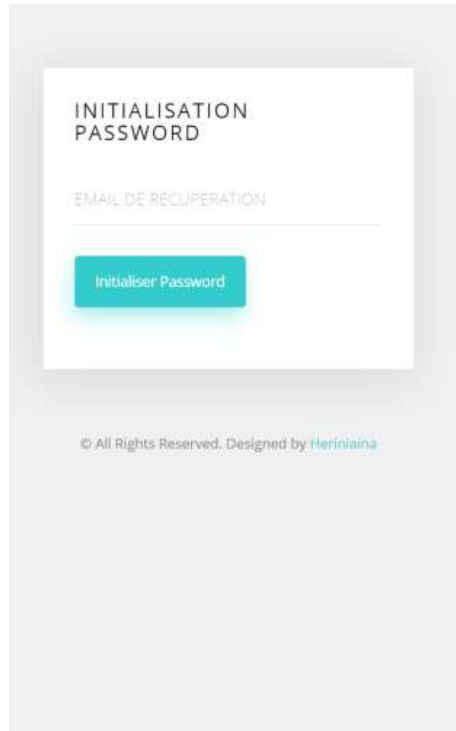 INITIALISATION
PASSWORD
EMAIL DE RECUPERATION
Initialiser Password
© All Rights Reserved. Designed by Heriniaina